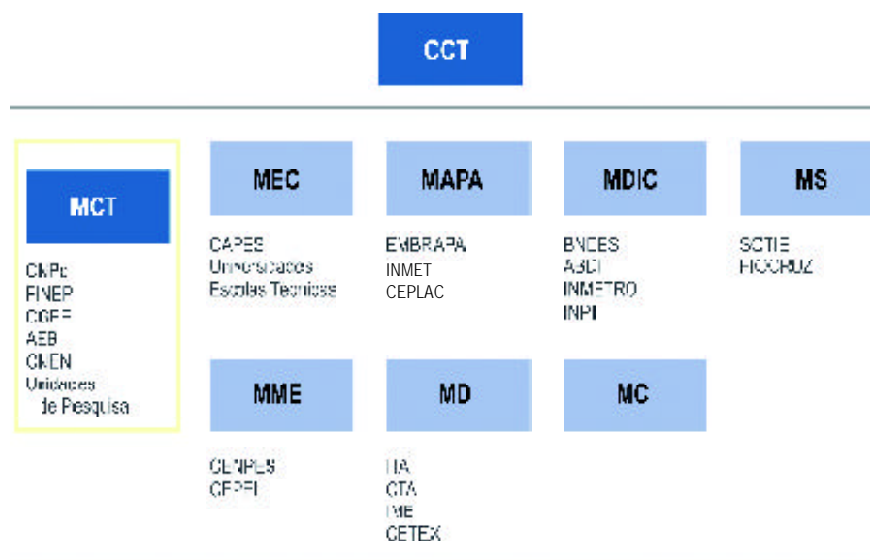 CCT
MCT
CNPq
FINEP
CGEE
AEB
CNEN
Unidades
de Pesquisa
MEC
CAPES
Universidades
Escolas Tecnicas
MAPA
EMBRAPA
INMET
CEPLAC
MDIC
BNDES
ABDI
INMETRO
INPI
MS
SCTIE
FIOCRUZ
MME
CENPES
CEPEL
MD
ITA
CTA
IME
CETEX
MC